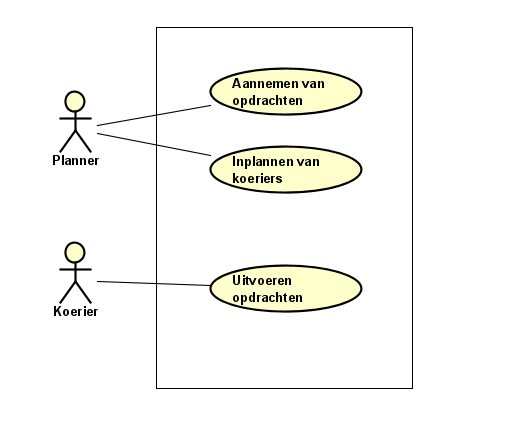 Aannemen van
opdrachten
Planner
Inplannen van
koeriers
Uitvoeren
opdrachten
Koerier